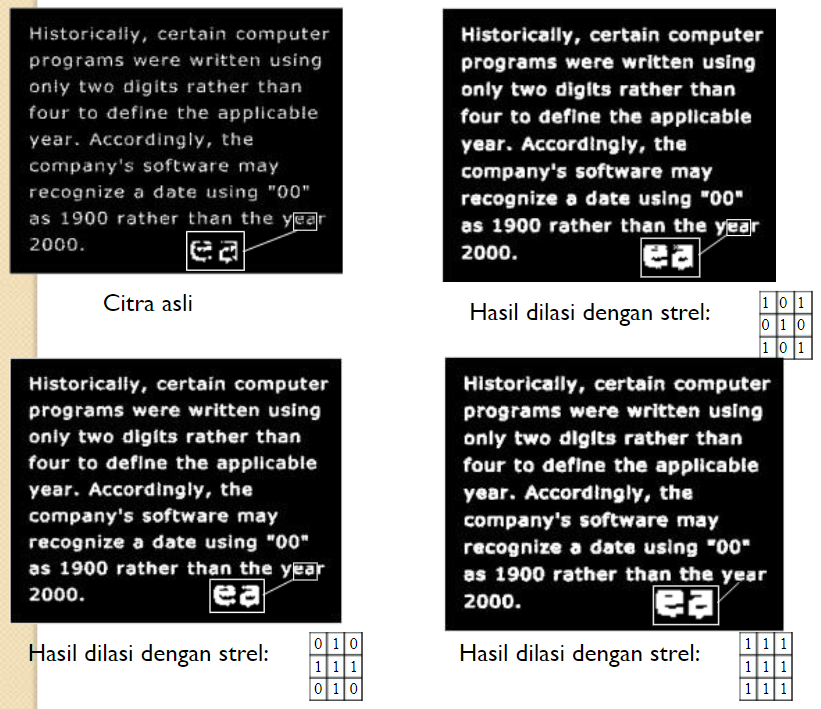 Historically, certain computer
programs were written using
only two digits rather than
four to define the applicable
year. Accordingly, the
company's software may
recognize a date using "00"
as 1900 rather than the year
2000.
ea
Citra asli
Historically, certain computer
programs were written using
only two digits rather than
four to define the applicable
year. Accordingly, the
company's software may
recognize a date using "00"
as 1900 rather than the year
2000.
ea
Hasil dilasi dengan strel:
1 0 1
0 1 0
1 0 1
Historically, certain computer
programs were written using
only two digits rather than
four to define the applicable
year. Accordingly, the
company's software may
recognize a date using "00"
as 1900 rather than the year
2000.
ea
Hasil dilasi dengan strel:
0 1 0
1 1 1
0 1 0
Historically, certain computer
programs were written using
only two digits rather than
four to define the applicable
year. Accordingly, the
company's software may
recognize a date using "00"
as 1900 rather than the year
2000.
ea
Hasil dilasi dengan strel:
1 1 1
1 1 1
1 1 1